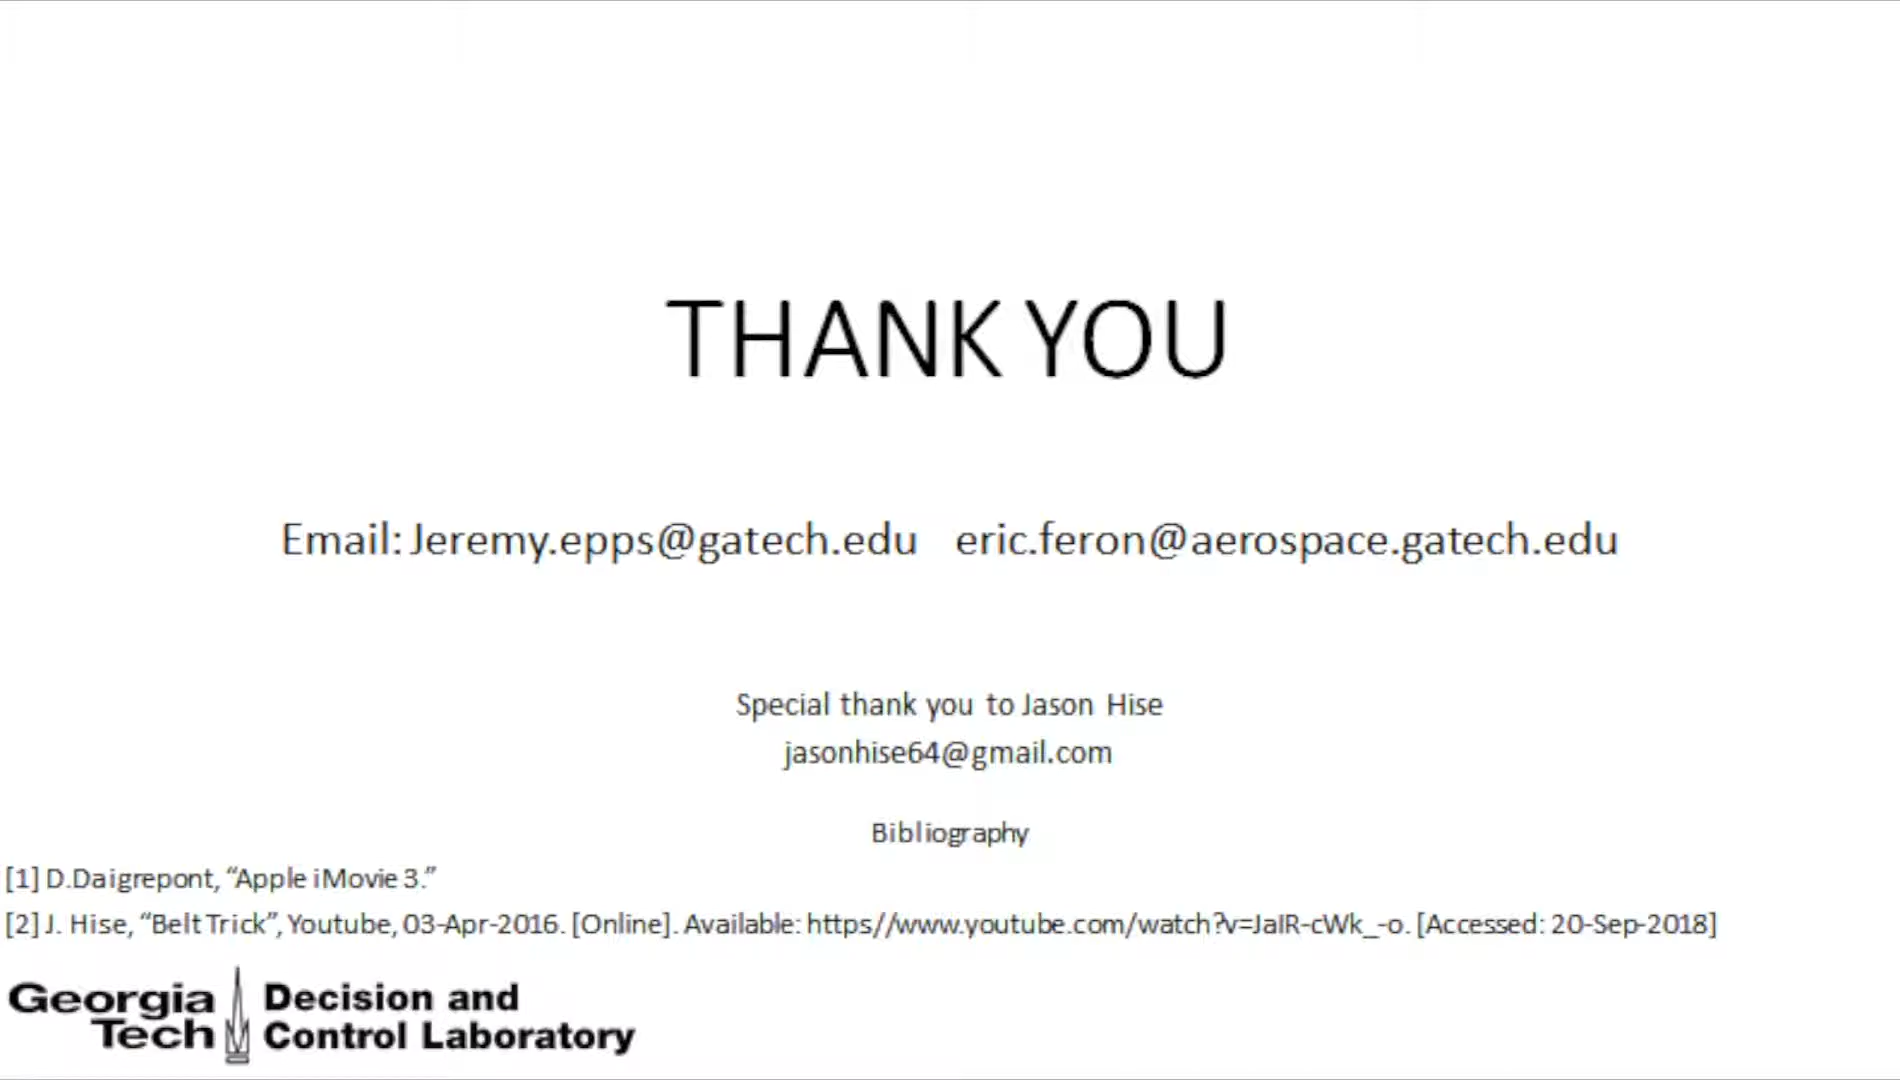 THANK YOU
Email: Jeremy.epps@gatech.edu eric.feron@aerospace.gatech.edu
Special thank you to Jason Hise
jasonhise64@gmail.com
Bibliography
[1] D.Daigrepont, “Apple iMovie 3.”
[2] J. Hise, “Belt Trick”, Youtube, 03-Apr-2016. [Online]. Available: https//www.youtube.com/watch?v=JaIR-cWk_-o. [Accessed: 20-Sep-2018]
Georgia Tech
Decision and
Control Laboratory